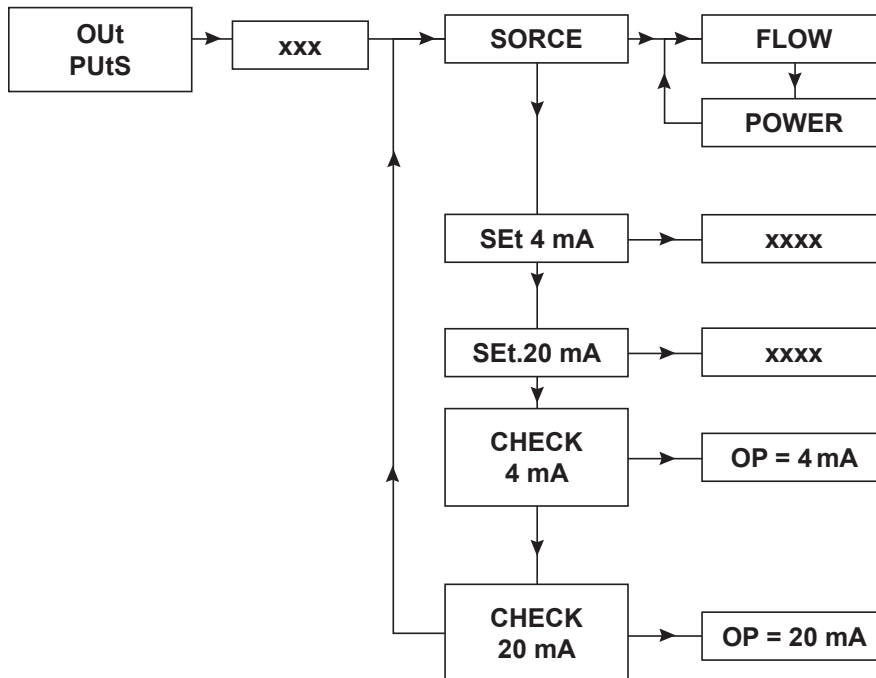 OUt
PUtS
xxx
SORCE
FLOW
POWER
SEt 4 mA
xxxx
SEt.20 mA
xxxx
CHECK
4 mA
OP = 4 mA
CHECK
20 mA
OP = 20 mA